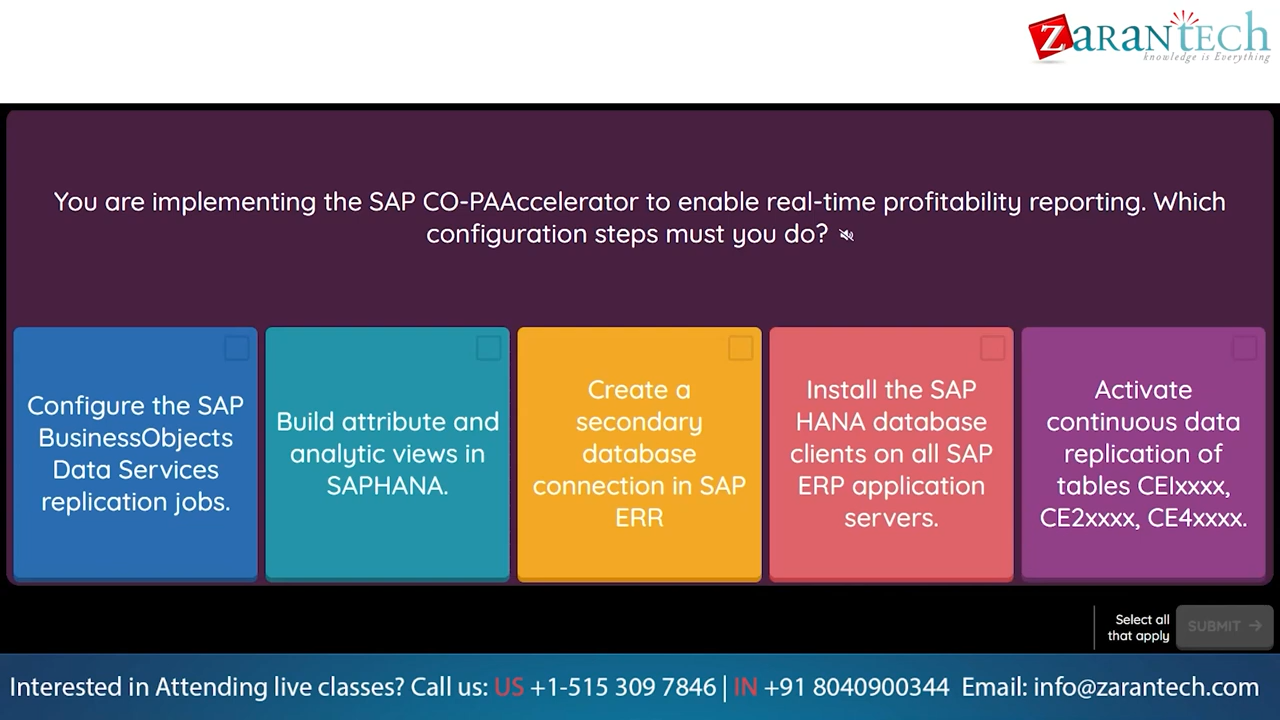 ZARANTECH
knowledge is Everything
You are implementing the SAP CO-PAAccelerator to enable real-time profitability reporting. Which
configuration steps must you do?
Configure the SAP
BusinessObjects
Data Services
replication jobs.
Build attribute and
analytic views in
SAPHANA.
Create a
secondary
database
connection in SAP
ERR
Install the SAP
HANA database
clients on all SAP
ERP application
servers.
Activate
continuous data
replication of
tables CEIxxxx,
CE2xxxx, CE4xxxx.
Select all
that apply
SUBMIT →
Interested in Attending live classes? Call us: US +1-515 309 7846 | IN +91 8040900344 Email: info@zarantech.com